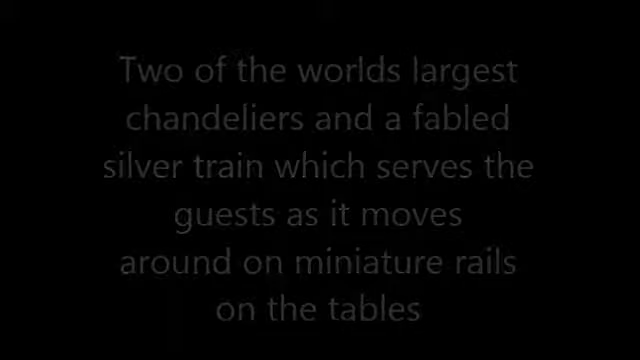 Two of the worlds largest
chandeliers and a fabled
silver train which serves the
guests as it moves
around on miniature rails
on the tables